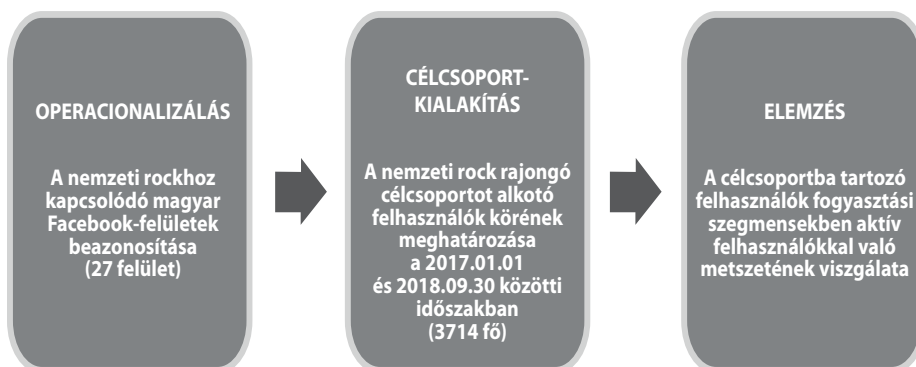 OPERACIONALIZÁLÁS
A nemzeti rockhoz
kapcsolódó magyar
Facebook-felületek
beazonosítása
(27 felület)
CÉLCSOPORT-
KIALAKÍTÁS
A nemzeti rock rajongó
célcsoportot alkotó
felhasználók körének
meghatározása
a 2017.01.01
és 2018.09.30 közötti
időszakban
(3714 fő)
ELEMZÉS
A célcsoportba tartozó
felhasználók fogyasztási
szegmensekben aktív
felhasználókkal való
metszetének viszgálata